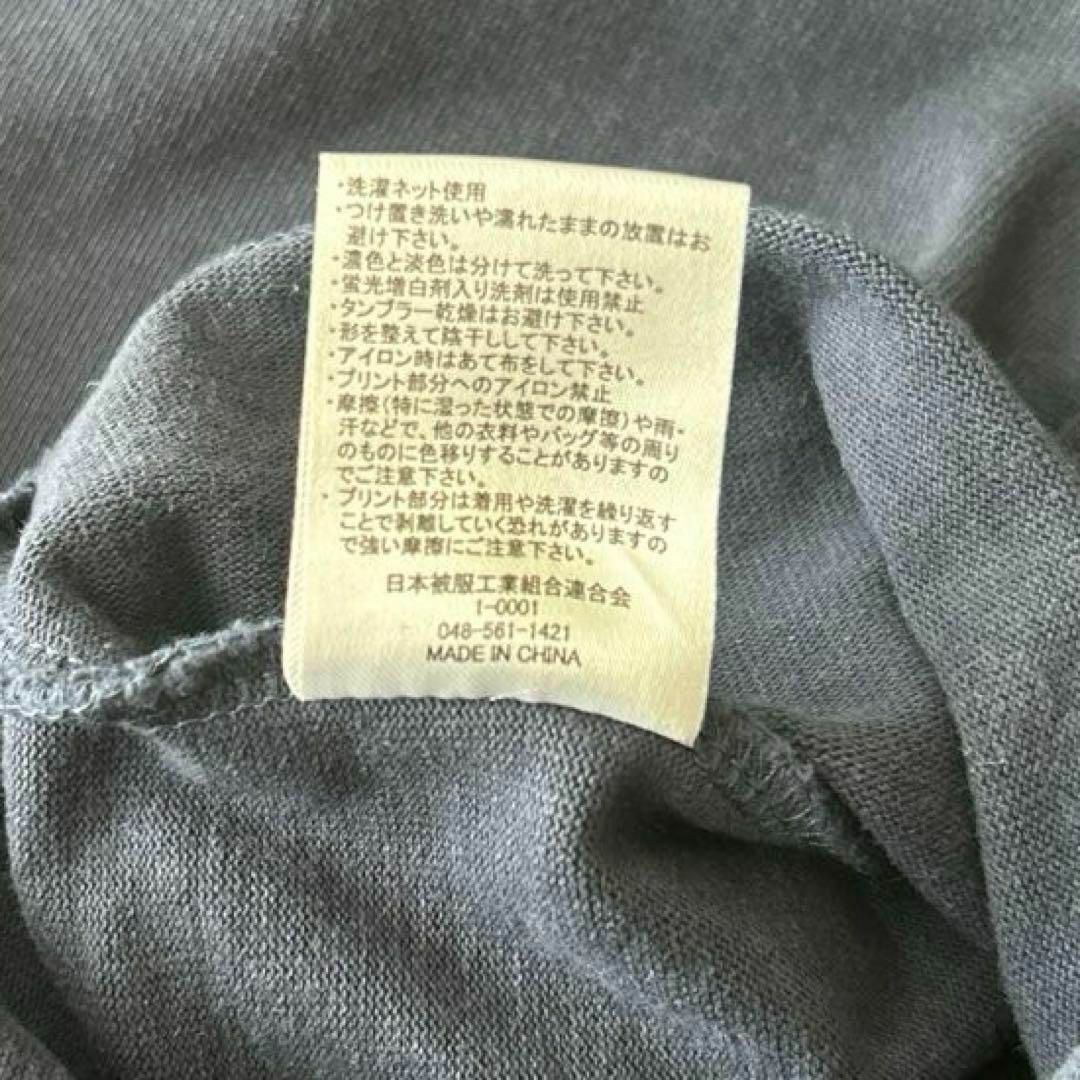 ・洗濯ネット使用
・つけ置き洗いや濡れたままの放置はお
避け下さい。
・濃色と淡色は分けて洗って下さい。
・蛍光増白剤入り洗剤は使用禁止
・タンブラー乾燥はお避け下さい。
・形を整えて陰干しして下さい。
・アイロン時はあて布をして下さい。
・プリント部分へのアイロン禁止
・摩擦(特に湿った状態での摩擦)や雨・
汗などで、他の衣料やバッグ等の周り
のものに色移りすることがありますの
でご注意下さい。
・プリント部分は着用や洗濯を繰り返す
ことで剥離していく恐れがありますの
で強い摩擦にご注意下さい。
日本被服工業組合連合会
1-0001
048-561-1421
MADE IN CHINA